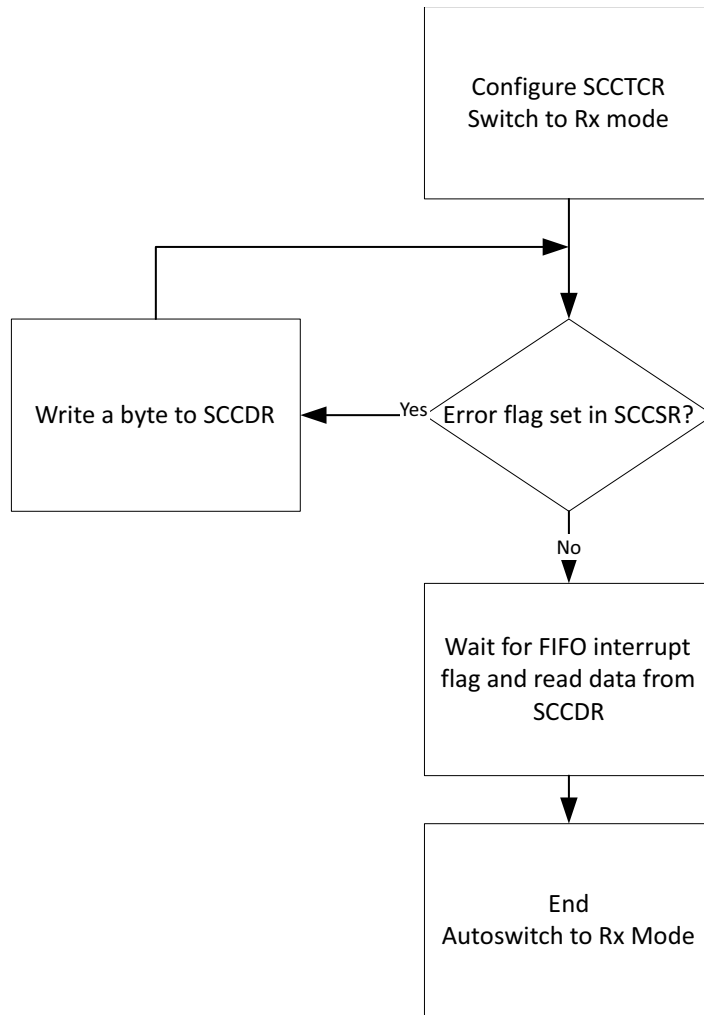 Configure SCCTCR
Switch to Rx mode
Write a byte to SCCDR
Yes
Error flag set in SCCSR?
No
Wait for FIFO interrupt
flag and read data from
SCCDR
End
Autoswitch to Rx Mode